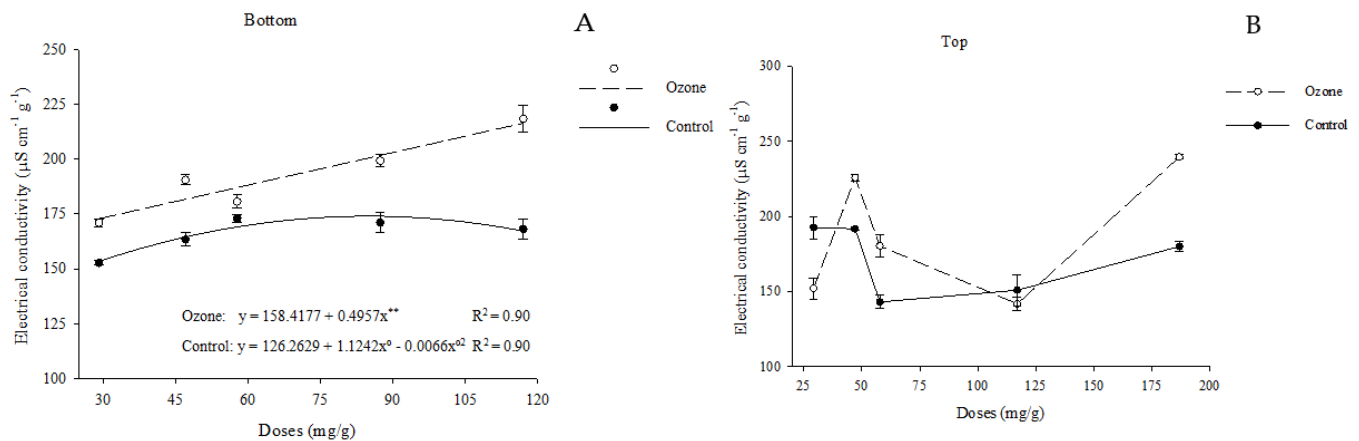 Bottom
A
Electrical conductivity (µS cm⁻¹ g⁻¹)
250
225
200
175
150
125
100
Ozone: y = 158.4177 + 0.4957x** R² = 0.90
Control: y = 126.2629 + 1.1242xº - 0.0066xº² R² = 0.90
30 45 60 75 90 105 120
Doses (mg/g)
Ozone
Control
Top
B
Electrical conductivity (µS cm⁻¹ g⁻¹)
300
250
200
150
100
25 50 75 100 125 150 175 200
Doses (mg/g)
Ozone
Control